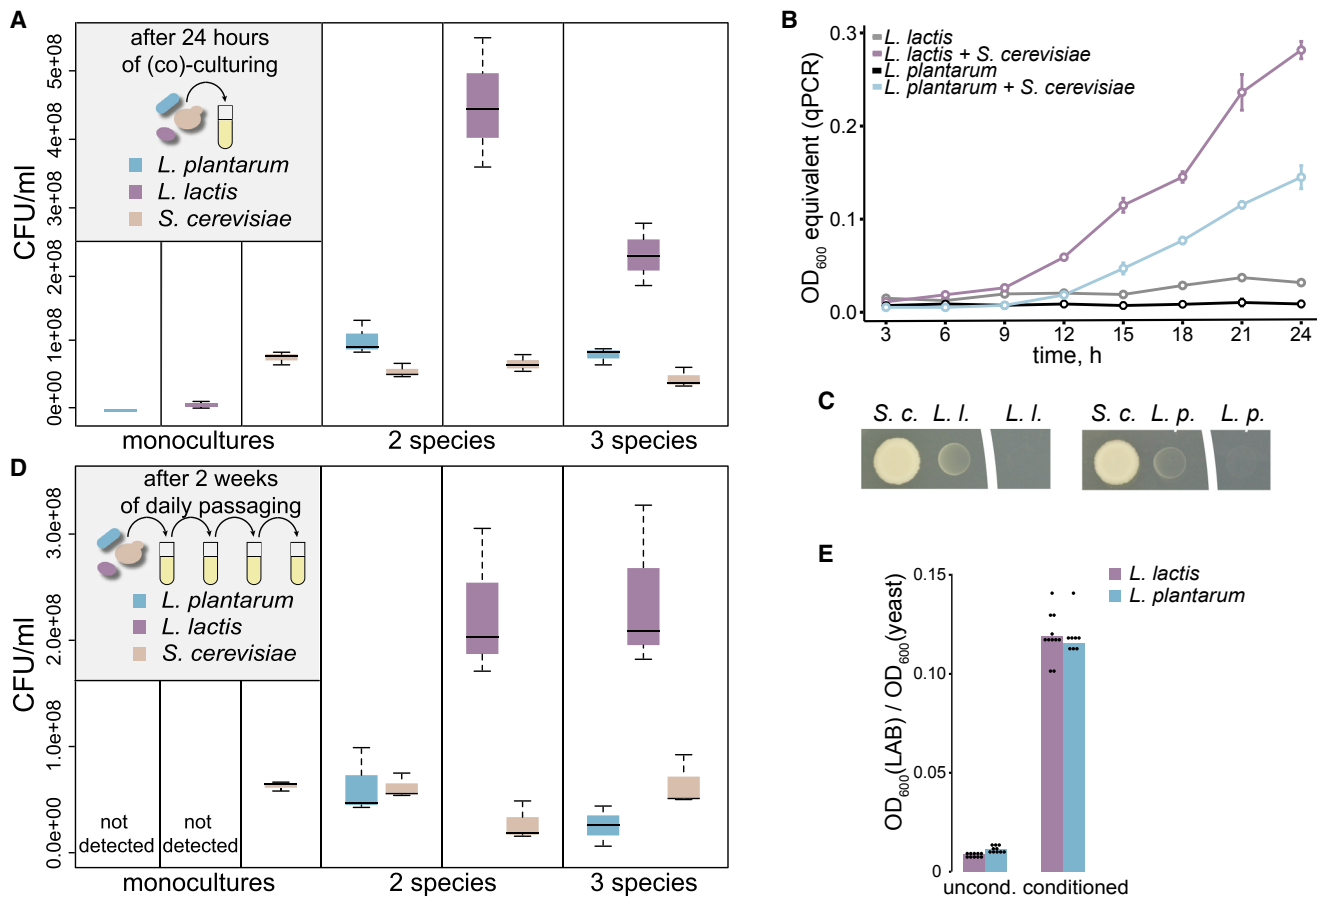 A
after 24 hours
of (co)-culturing
L. plantarum
L. lactis
S. cerevisiae
CFU/ml
5e+08
4e+08
3e+08
2e+08
1e+08
0e+00
monocultures
2 species
3 species
B
L. lactis
L. lactis + S. cerevisiae
L. plantarum
L. plantarum + S. cerevisiae
OD600 equivalent (qPCR)
0.3
0.2
0.1
0.0
3 6 9 12 15 18 21 24
time, h
C
S. c. L. l. L. l.
S. c. L. p. L. p.
D
after 2 weeks
of daily passaging
L. plantarum
L. lactis
S. cerevisiae
CFU/ml
3.0e+08
2.0e+08
1.0e+08
0.0e+00
not
detected
not
detected
monocultures
2 species
3 species
E
L. lactis
L. plantarum
OD600(LAB) / OD600(yeast)
0.15
0.10
0.05
0
uncond. conditioned